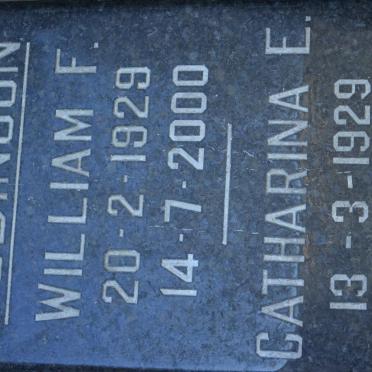 WILLIAM F.
20-2-1929
14-7-2000
CATHARINA E.
13-3-1929